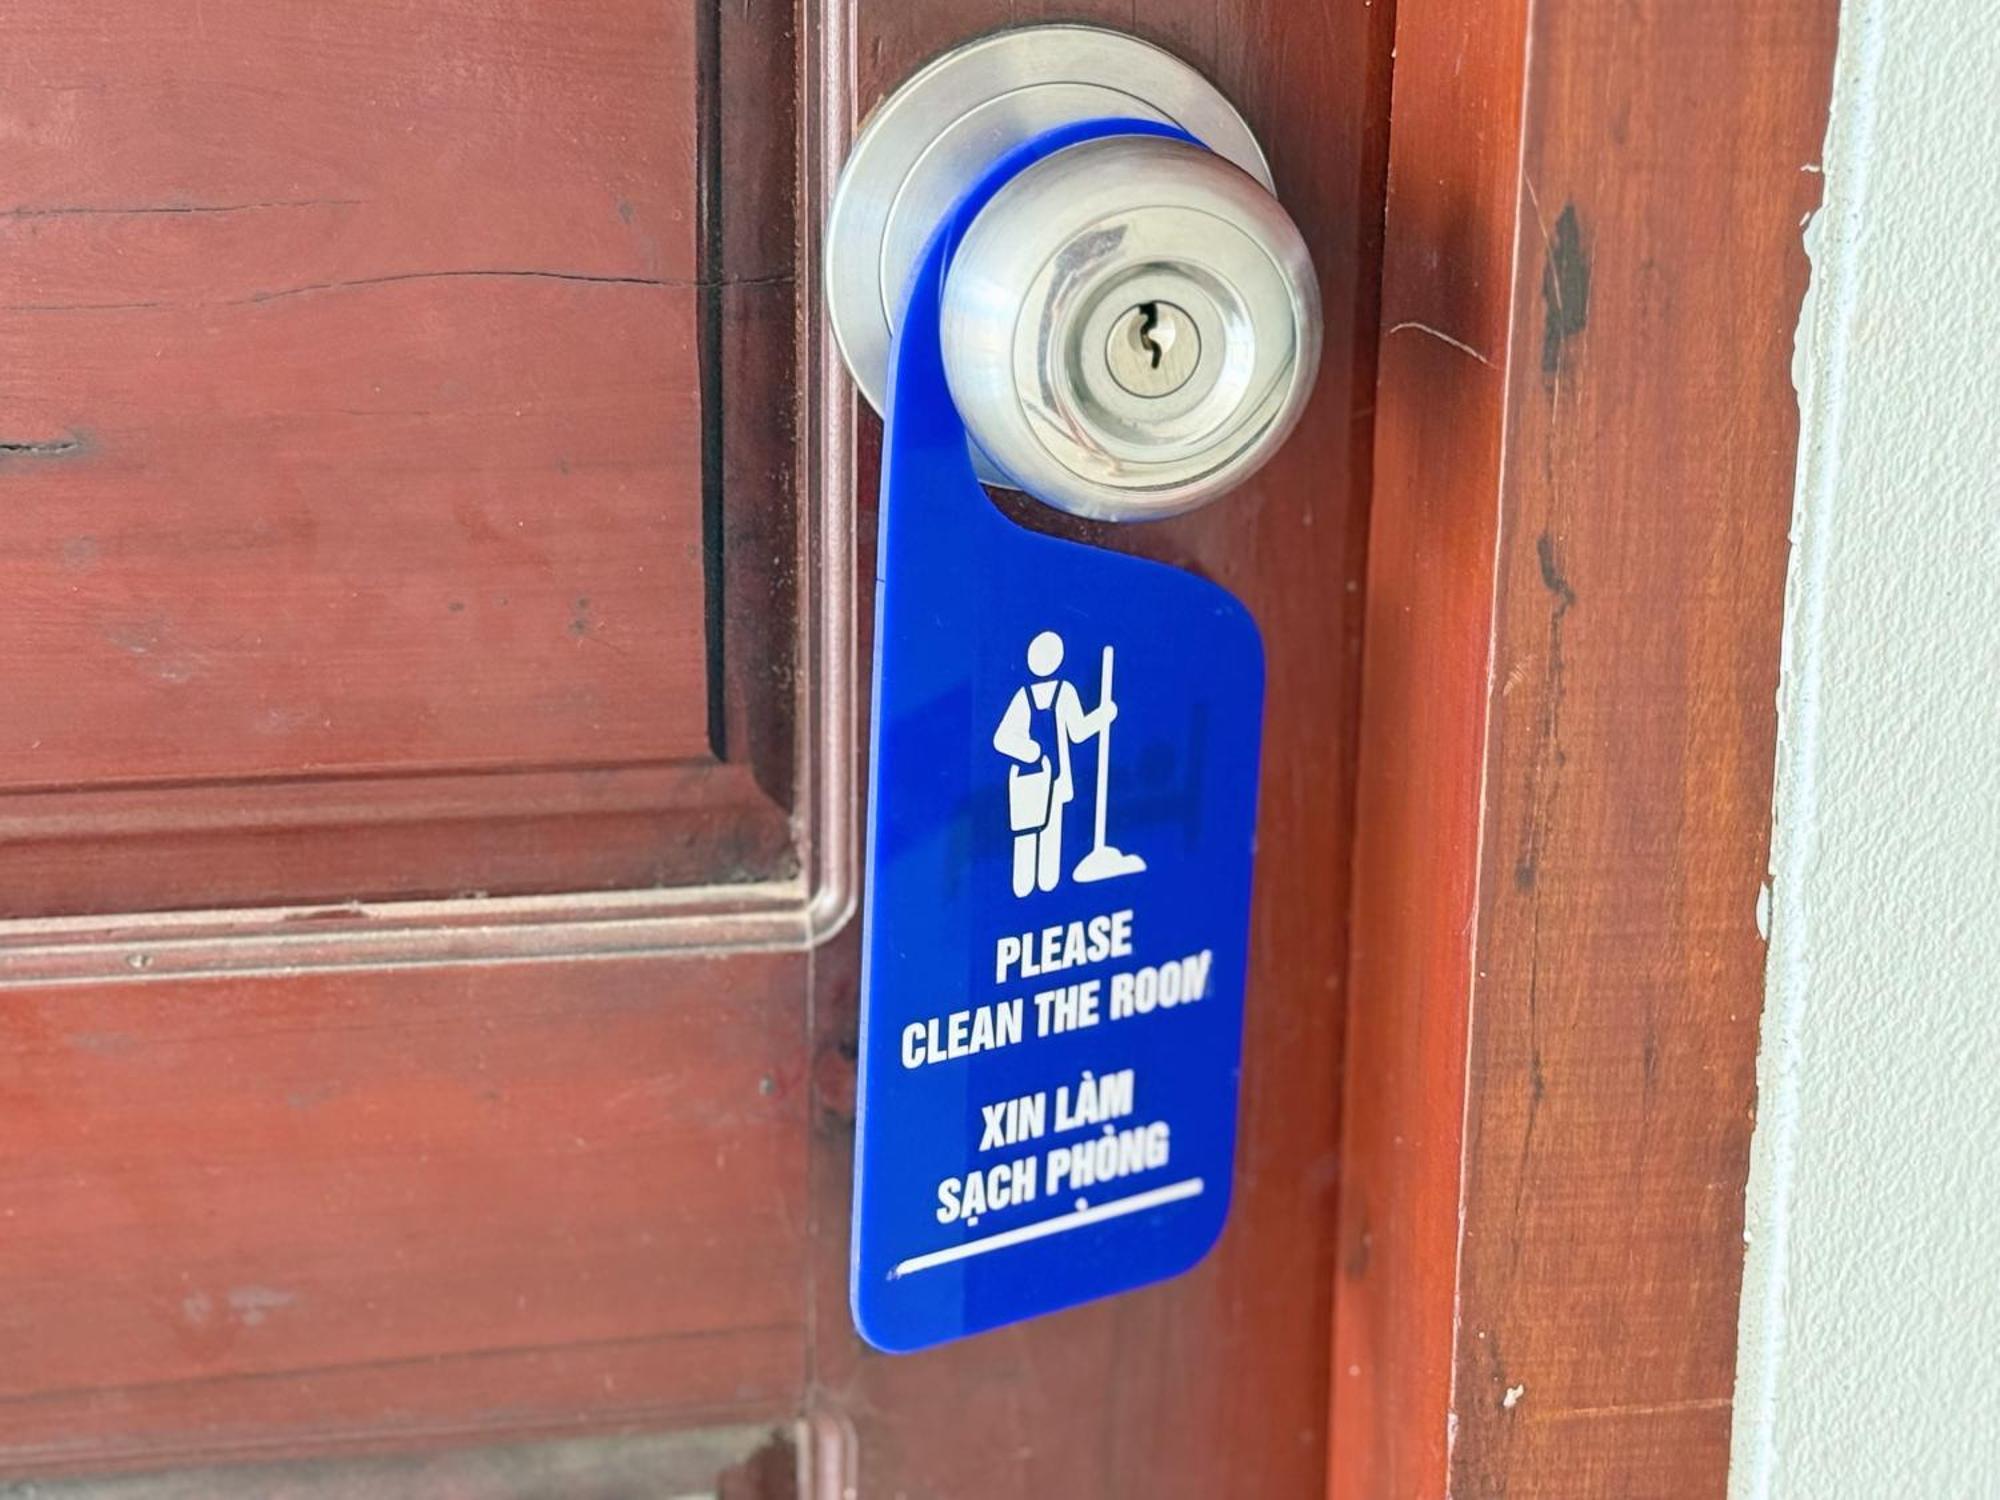 PLEASE
CLEAN THE ROOM
XIN LÀM
SẠCH PHÒNG